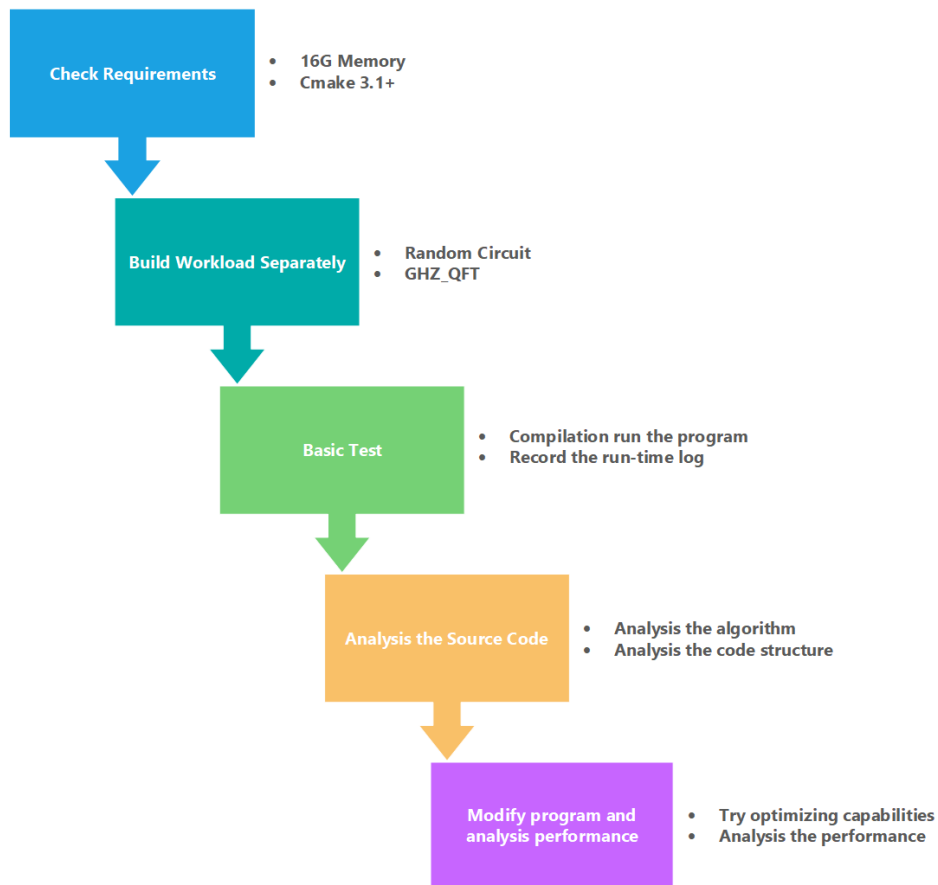 Check Requirements
• 16G Memory
• Cmake 3.1+
Build Workload Separately
• Random Circuit
• GHZ_QFT
Basic Test
• Compilation run the program
• Record the run-time log
Analysis the Source Code
• Analysis the algorithm
• Analysis the code structure
Modify program and
analysis performance
• Try optimizing capabilities
• Analysis the performance